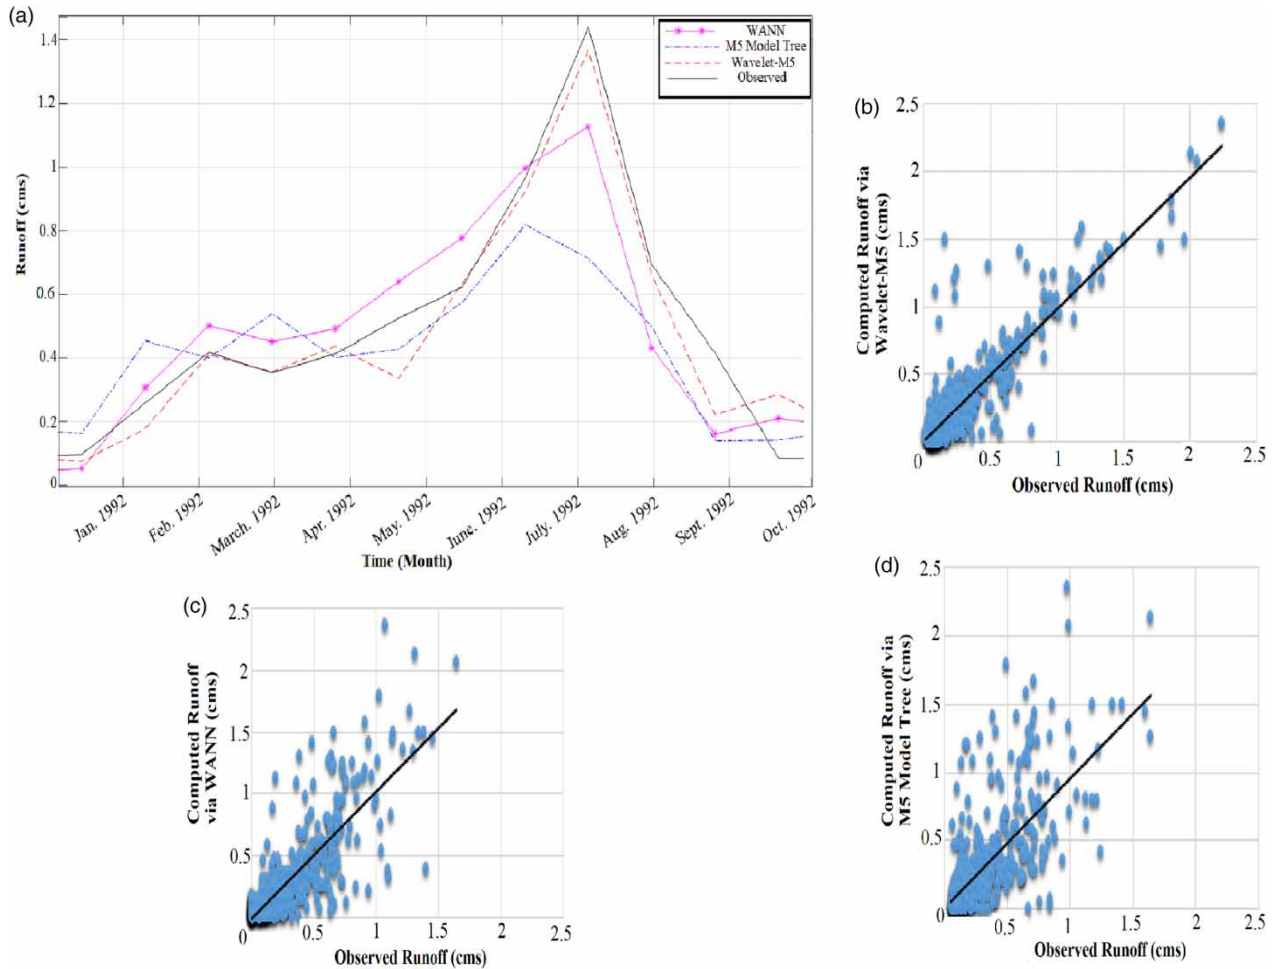 (a)
WANN
M5 Model Tree
Wavelet-M5
Observed
Runoff (cms)
1.4
1.2
1
0.8
0.6
0.4
0.2
0
Jan. 1992
Feb. 1992
March. 1992
Apr. 1992
May. 1992
June. 1992
July. 1992
Aug. 1992
Sept. 1992
Oct. 1992
Time (Month)
(b)
Computed Runoff via
Wavelet-M5 (cms)
2.5
2
1.5
1
0.5
0
0.5
1
1.5
2
2.5
Observed Runoff (cms)
(c)
Computed Runoff
via WANN (cms)
2.5
2
1.5
1
0.5
0
0.5
1
1.5
2
2.5
Observed Runoff (cms)
(d)
Computed Runoff via
M5 Model Tree (cms)
2.5
2
1.5
1
0.5
0
0.5
1
1.5
2
2.5
Observed Runoff (cms)